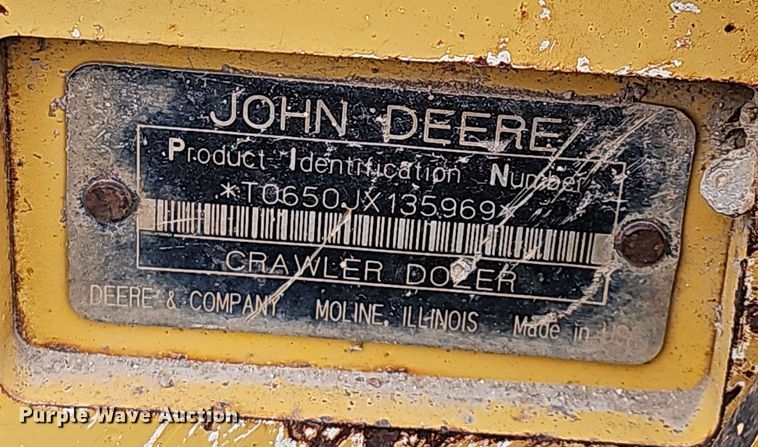 JOHN DEERE
Product Identification Number
*T0650JX135969*
CRAWLER DOZER
DEERE & COMPANY MOLINE, ILLINOIS Made in USA
Purple Wave Auction